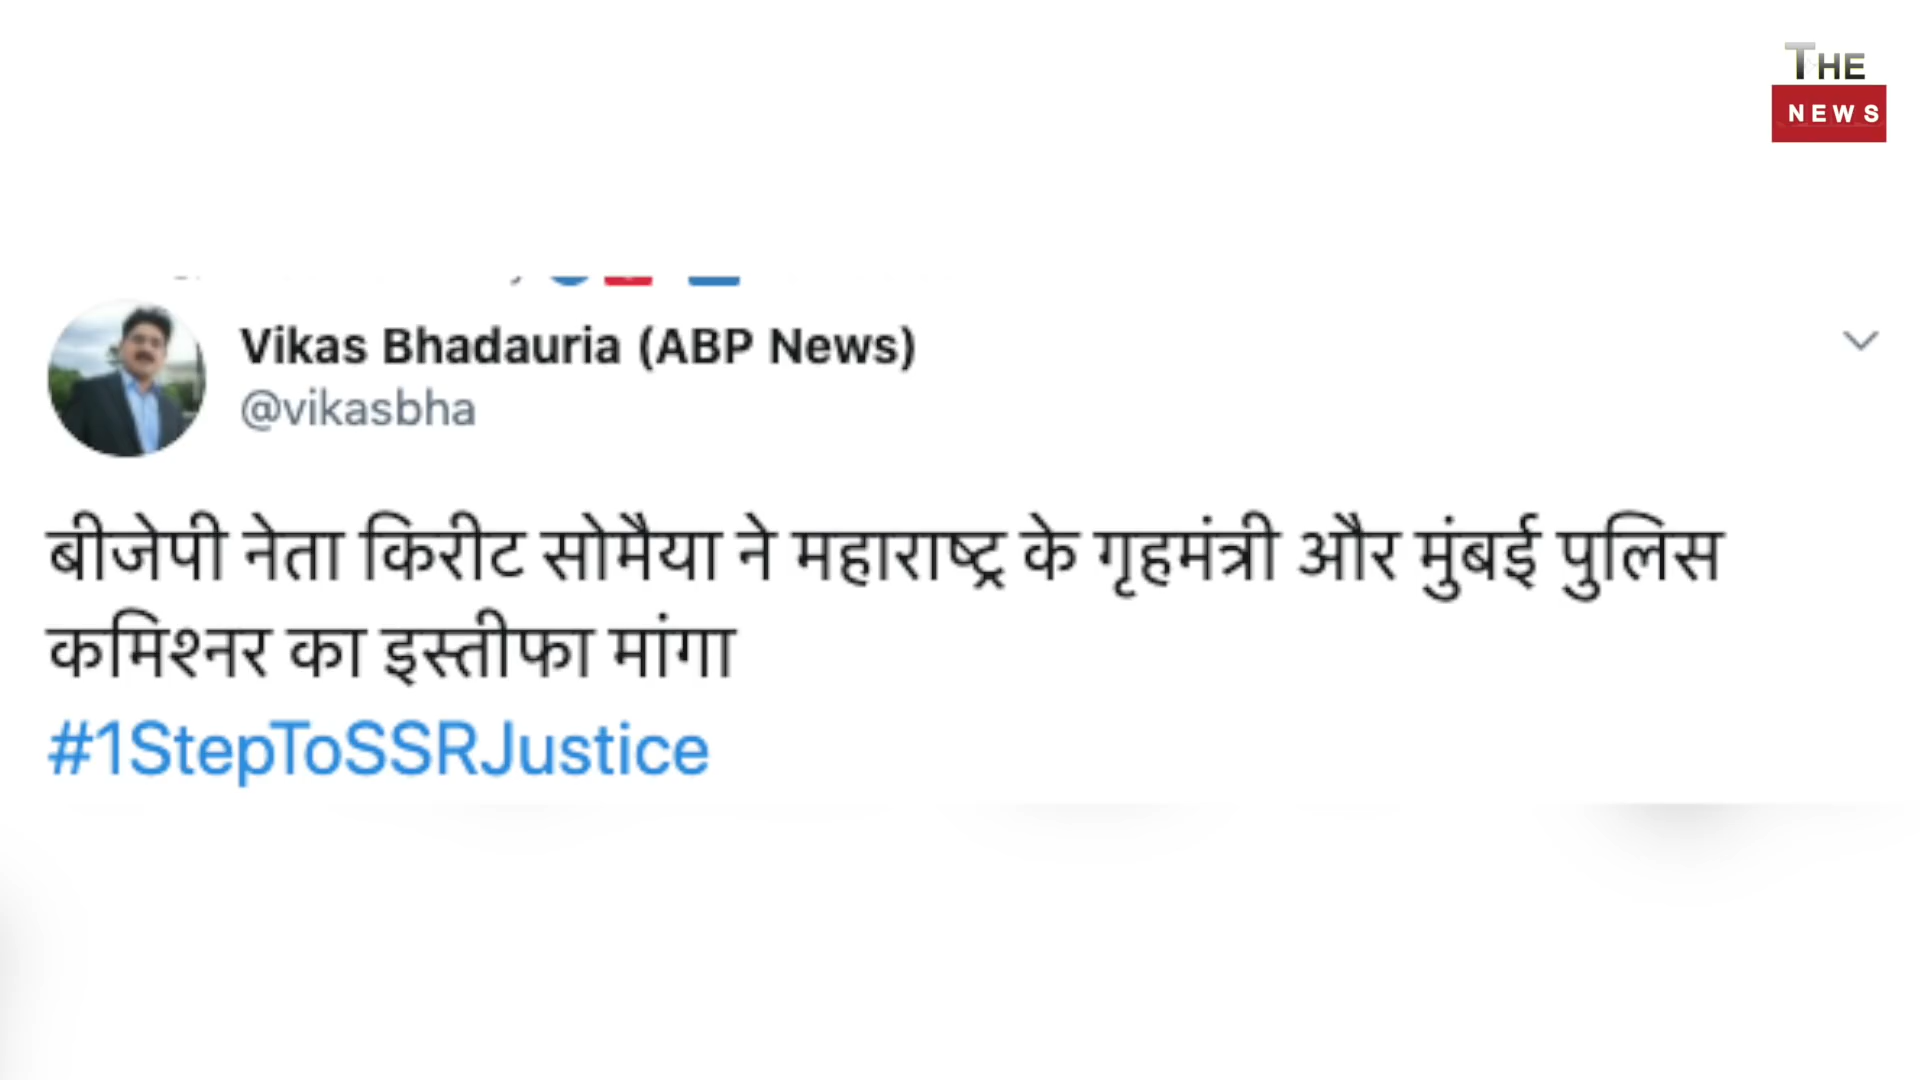 THE
NEWS
Vikas Bhadauria (ABP News)
@vikasbha
बीजेपी नेता किरीट सोमैया ने महाराष्ट्र के गृहमंत्री और मुंबई पुलिस
कमिश्नर का इस्तीफा मांगा
#1StepToSSRJustice